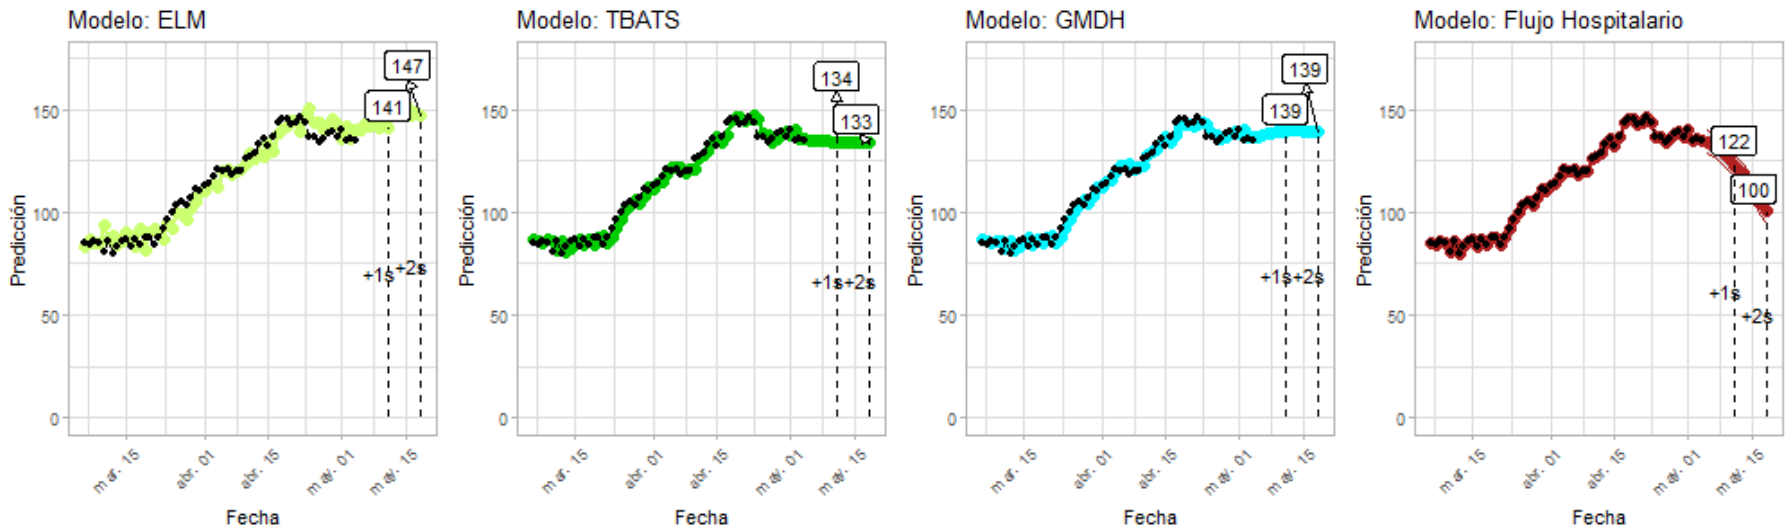 Modelo: ELM
Predicción
150
100
50
0
147
141
+1s
+2s
mar. 15
abr. 01
abr. 15
may. 01
may. 15
Fecha
Modelo: TBATS
Predicción
150
100
50
0
134
133
+1s
+2s
mar. 15
abr. 01
abr. 15
may. 01
may. 15
Fecha
Modelo: GMDH
Predicción
150
100
50
0
139
139
+1s
+2s
mar. 15
abr. 01
abr. 15
may. 01
may. 15
Fecha
Modelo: Flujo Hospitalario
Predicción
150
100
50
0
122
100
+1s
+2s
mar. 15
abr. 01
abr. 15
may. 01
may. 15
Fecha